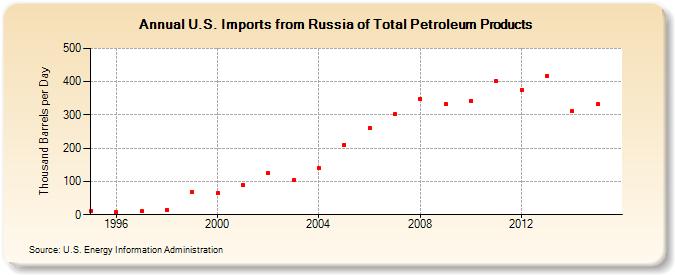 Annual U.S. Imports from Russia of Total Petroleum Products
Thousand Barrels per Day
500
400
300
200
100
0
1996 2000 2004 2008 2012
Source: U.S. Energy Information Administration